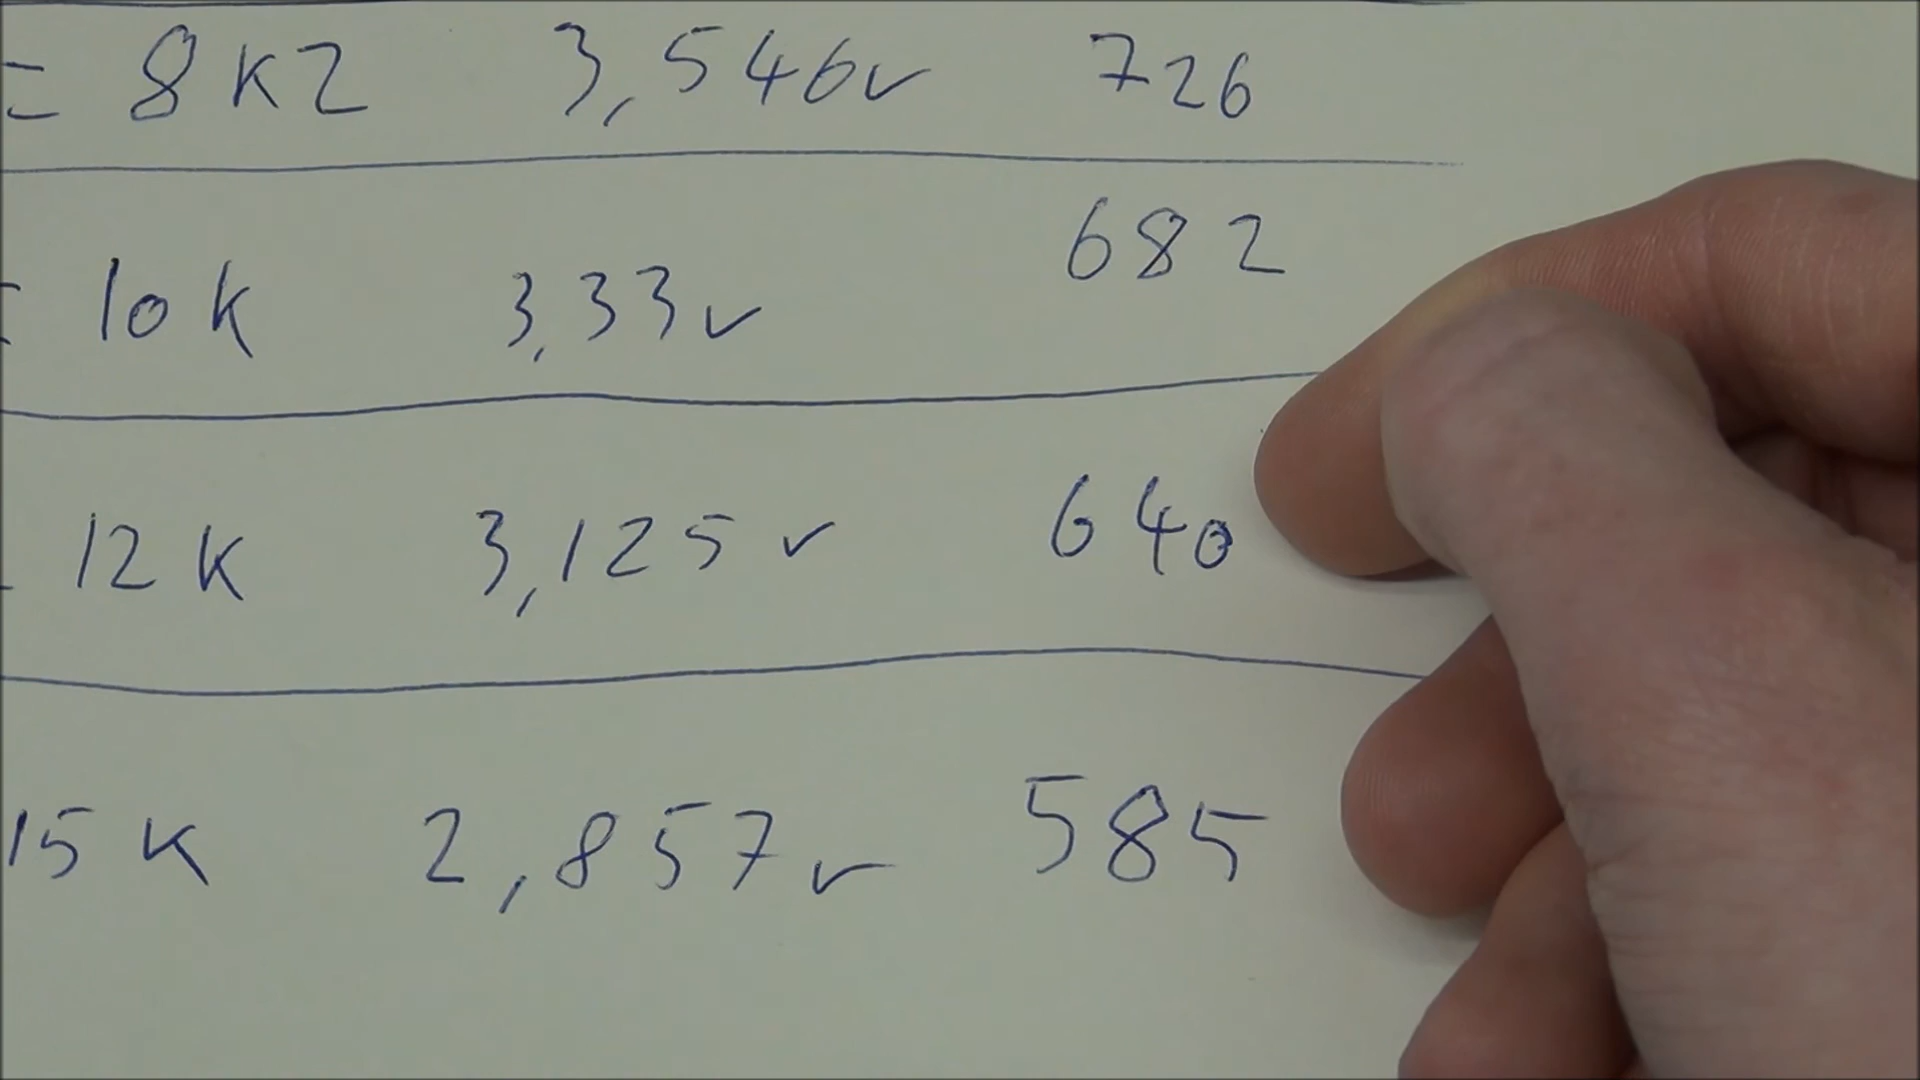 = 8K2 3,546v 726
= 10K 3,33v 682
12K 3,125v 640
15K 2,857v 585